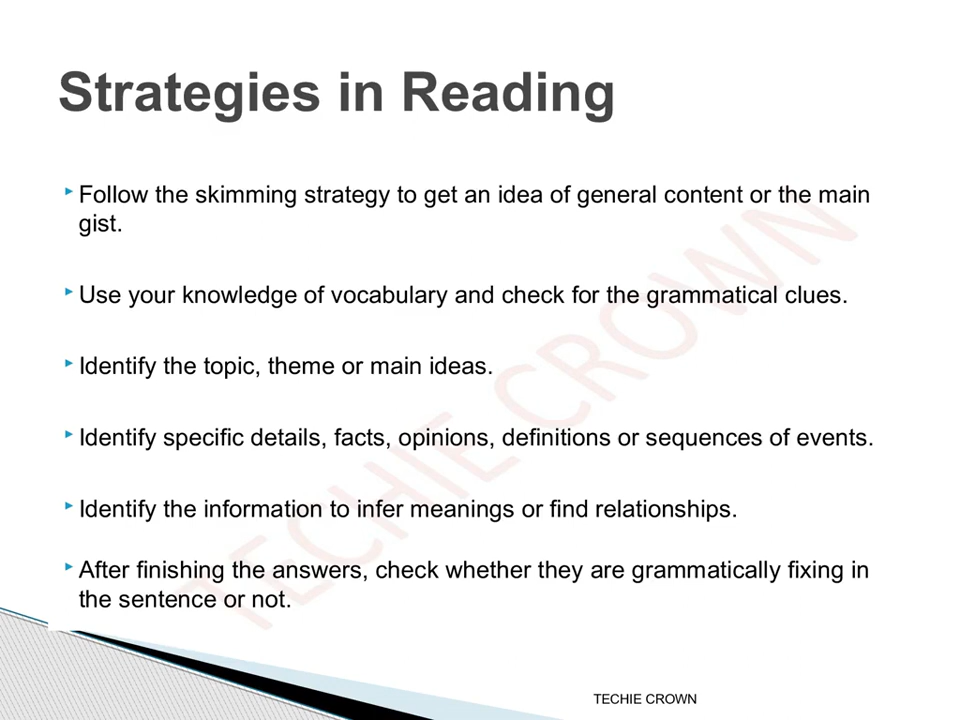 Strategies in Reading
Follow the skimming strategy to get an idea of general content or the main
gist.
Use your knowledge of vocabulary and check for the grammatical clues.
Identify the topic, theme or main ideas.
Identify specific details, facts, opinions, definitions or sequences of events.
Identify the information to infer meanings or find relationships.
After finishing the answers, check whether they are grammatically fixing in
the sentence or not.
TECHIE CROWN
TECHIE CROWN